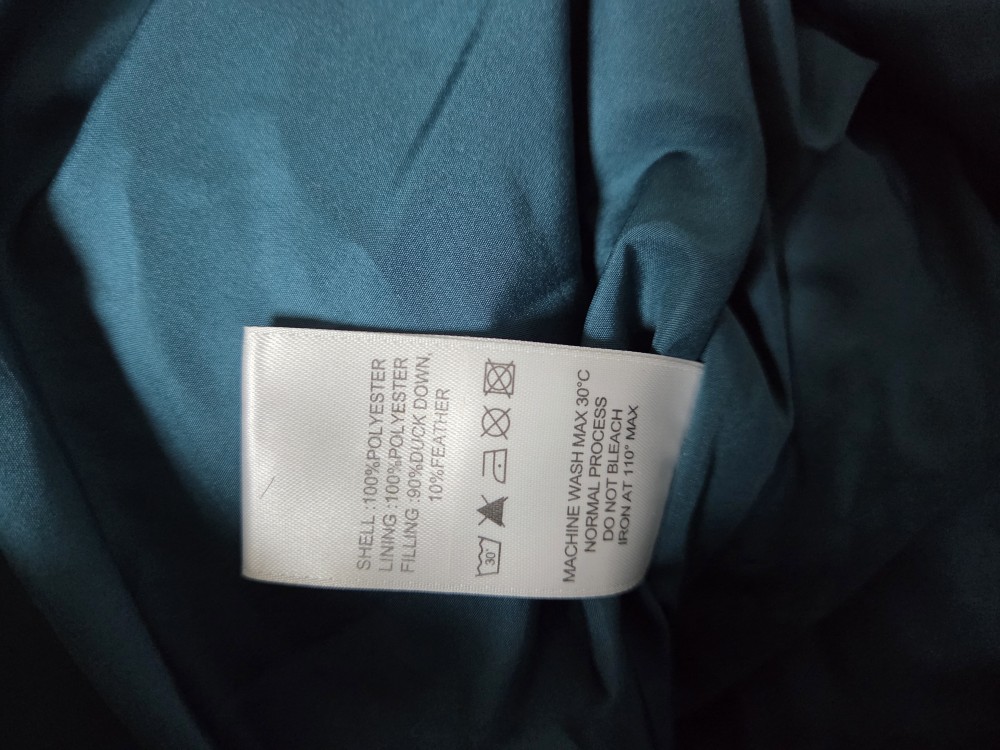 SHELL :100%POLYESTER
LINING :100%POLYESTER
FILLING :90%DUCK DOWN,
10%FEATHER
30°
MACHINE WASH MAX 30°C
NORMAL PROCESS
DO NOT BLEACH
IRON AT 110° MAX